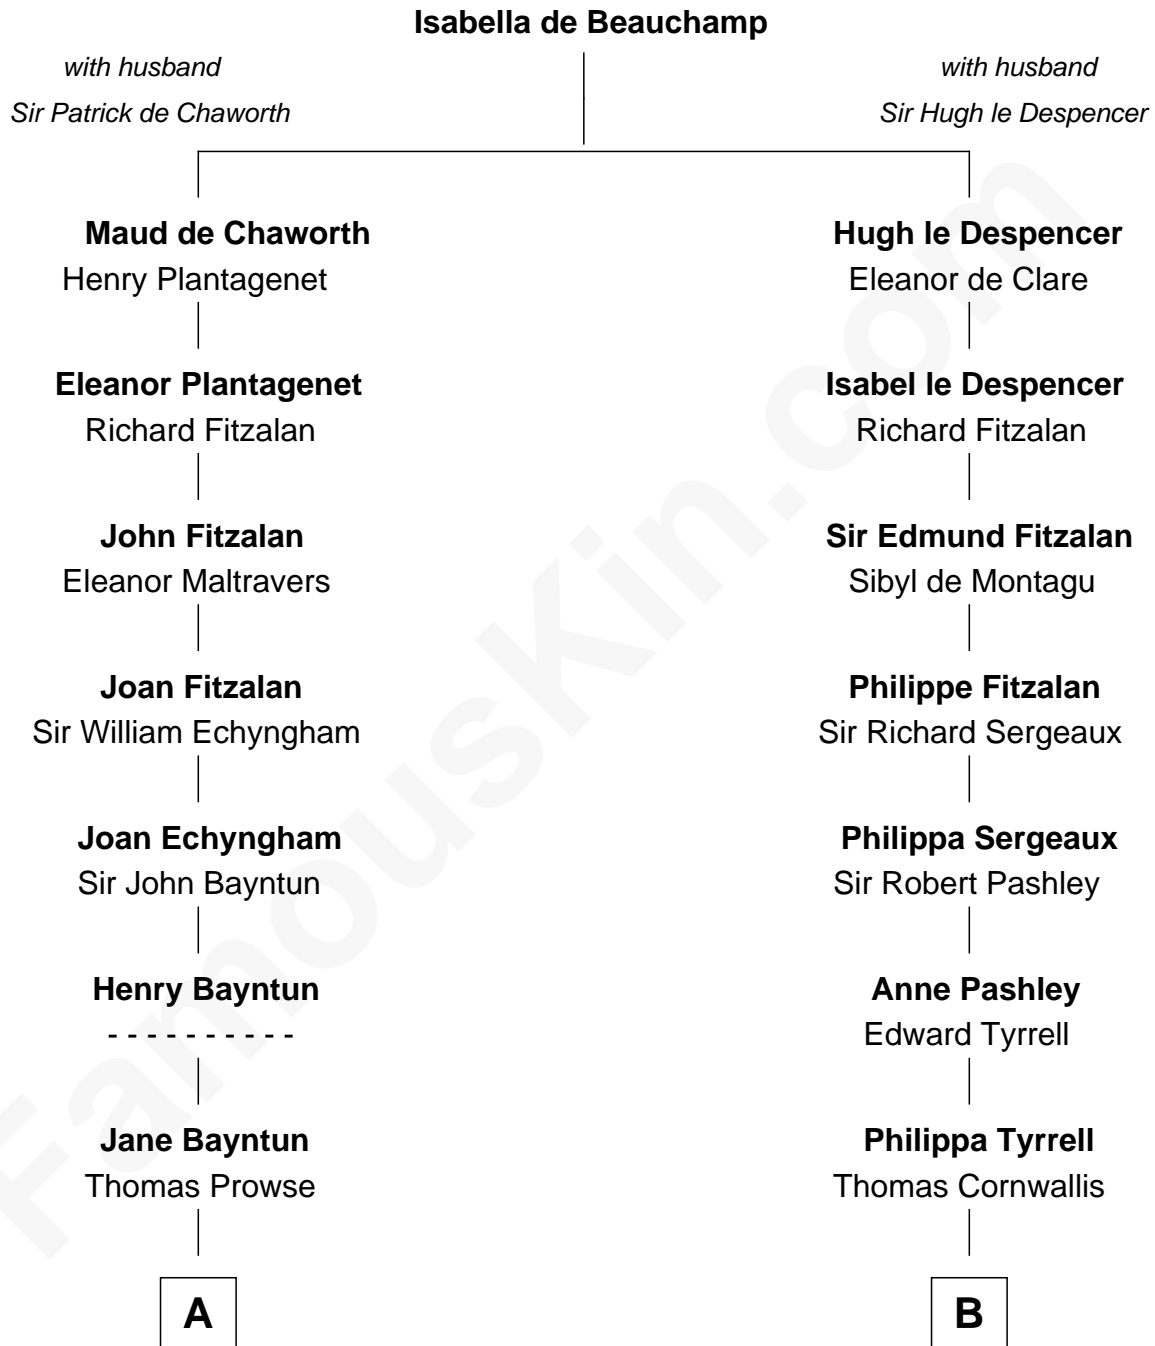 Isabella de Beauchamp
with husband
Sir Patrick de Chaworth
with husband
Sir Hugh le Despencer
Maud de Chaworth
Henry Plantagenet
Hugh le Despencer
Eleanor de Clare
Eleanor Plantagenet
Richard Fitzalan
Isabel le Despencer
Richard Fitzalan
John Fitzalan
Eleanor Maltravers
Sir Edmund Fitzalan
Sibyl de Montagu
Joan Fitzalan
Sir William Echyngham
Philippe Fitzalan
Sir Richard Sergeaux
Joan Echyngham
Sir John Bayntun
Philippa Sergeaux
Sir Robert Pashley
Henry Bayntun
- - - - - - - - - -
Anne Pashley
Edward Tyrrell
Jane Bayntun
Thomas Prowse
Philippa Tyrrell
Thomas Cornwallis
A
B
FamousKin.com